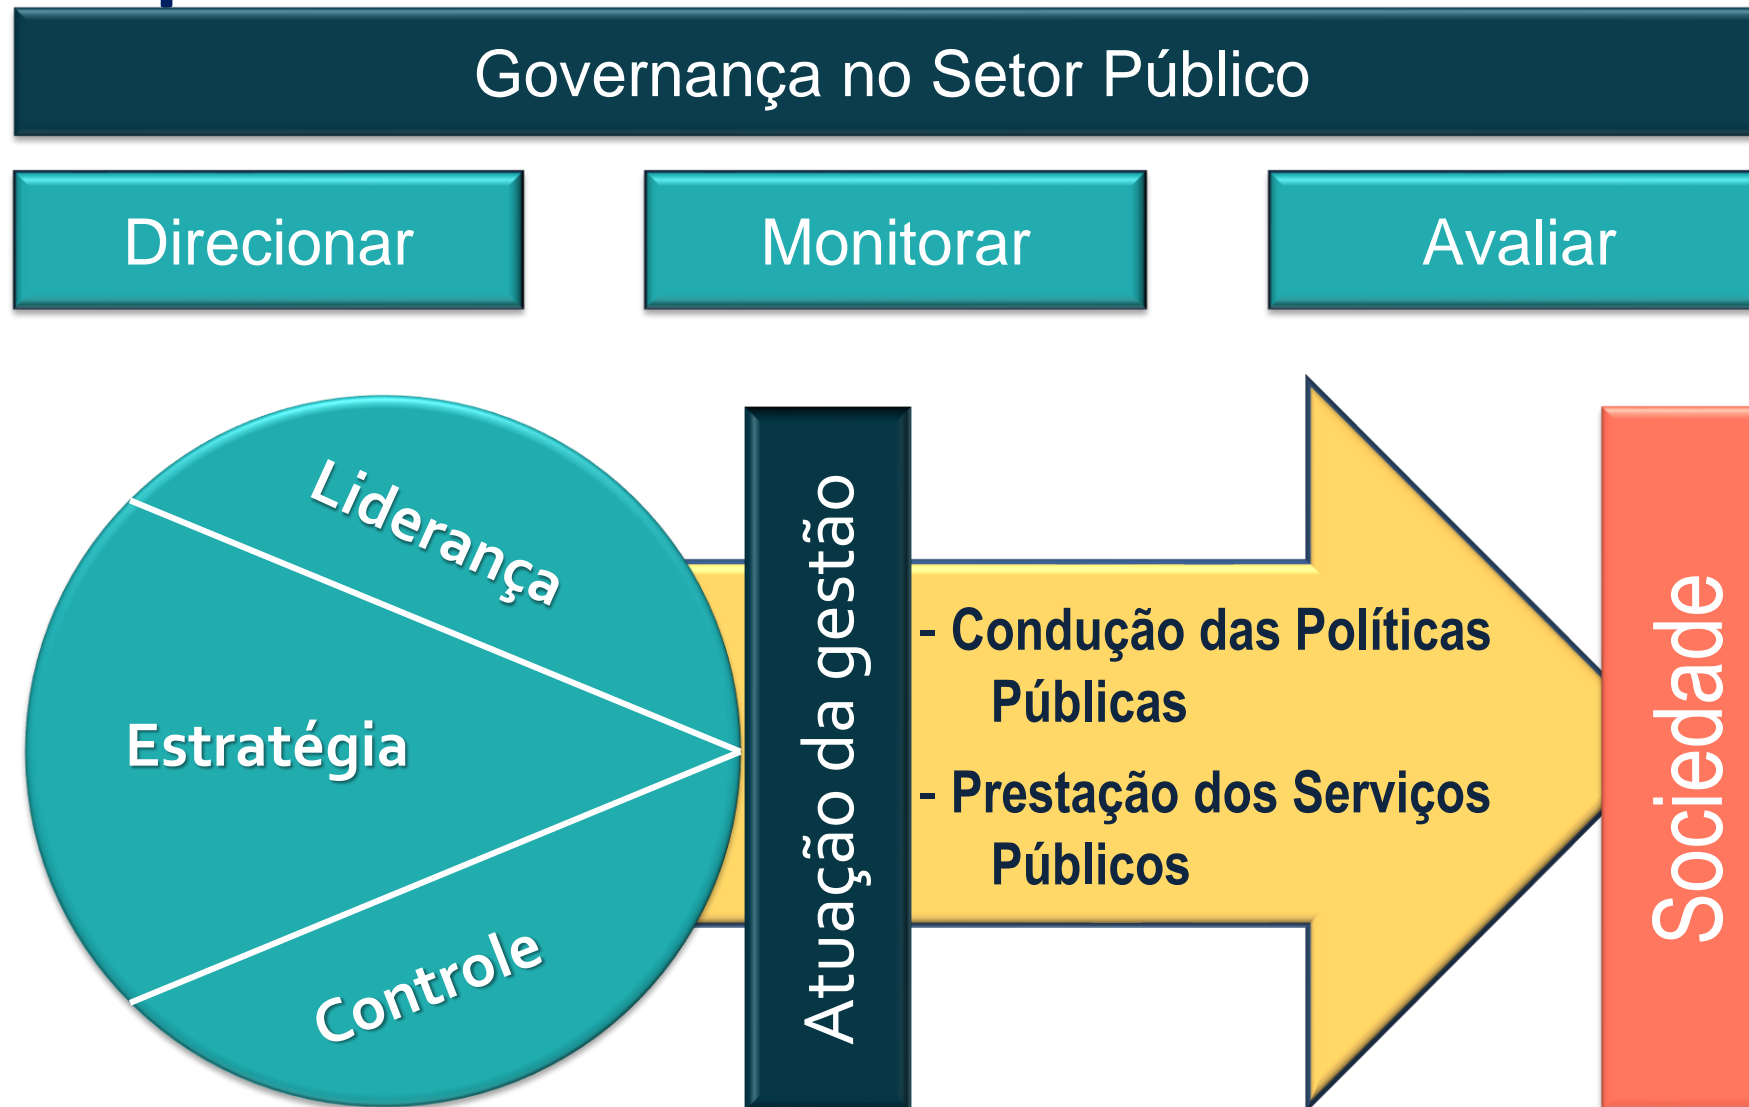 Governança no Setor Público
Direcionar
Monitorar
Avaliar
Liderança
Estratégia
Controle
Atuação da gestão
- Condução das Políticas
Públicas
- Prestação dos Serviços
Públicos
Sociedade